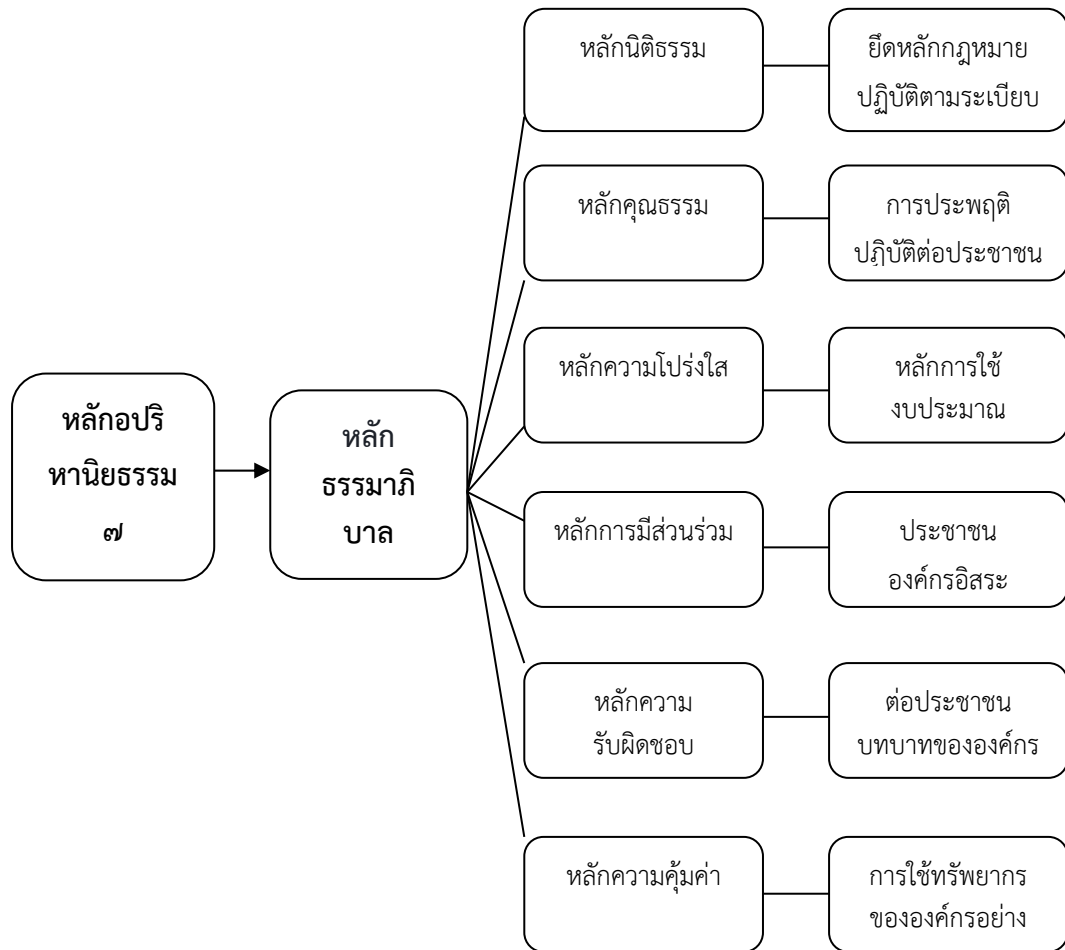 หลักนิติธรรม
ยึดหลักกฎหมาย
ปฏิบัติตามระเบียบ
หลักคุณธรรม
การประพฤติ
ปฏิบัติต่อประชาชน
หลักความโปร่งใส
หลักการใช้
งบประมาณ
หลักอปริ
หานิยธรรม
๗
หลัก
ธรรมาภิ
บาล
หลักการมีส่วนร่วม
ประชาชน
องค์กรอิสระ
หลักความ
รับผิดชอบ
ต่อประชาชน
บทบาทขององค์กร
หลักความคุ้มค่า
การใช้ทรัพยากร
ขององค์กรอย่าง